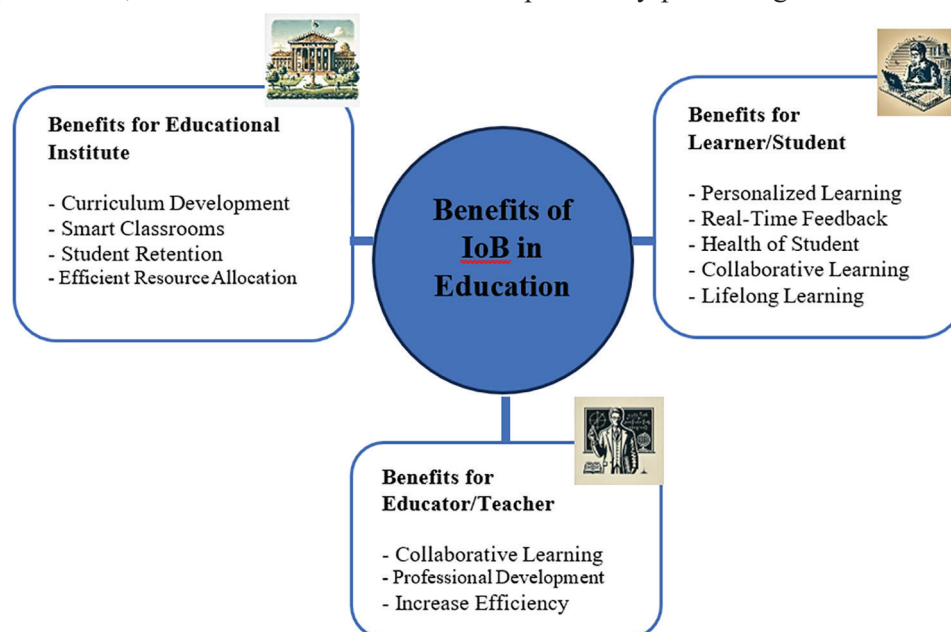 Benefits for Educational
Institute
- Curriculum Development
- Smart Classrooms
- Student Retention
- Efficient Resource Allocation
Benefits of
IoB in
Education
Benefits for
Learner/Student
- Personalized Learning
- Real-Time Feedback
- Health of Student
- Collaborative Learning
- Lifelong Learning
Benefits for
Educator/Teacher
- Collaborative Learning
- Professional Development
- Increase Efficiency